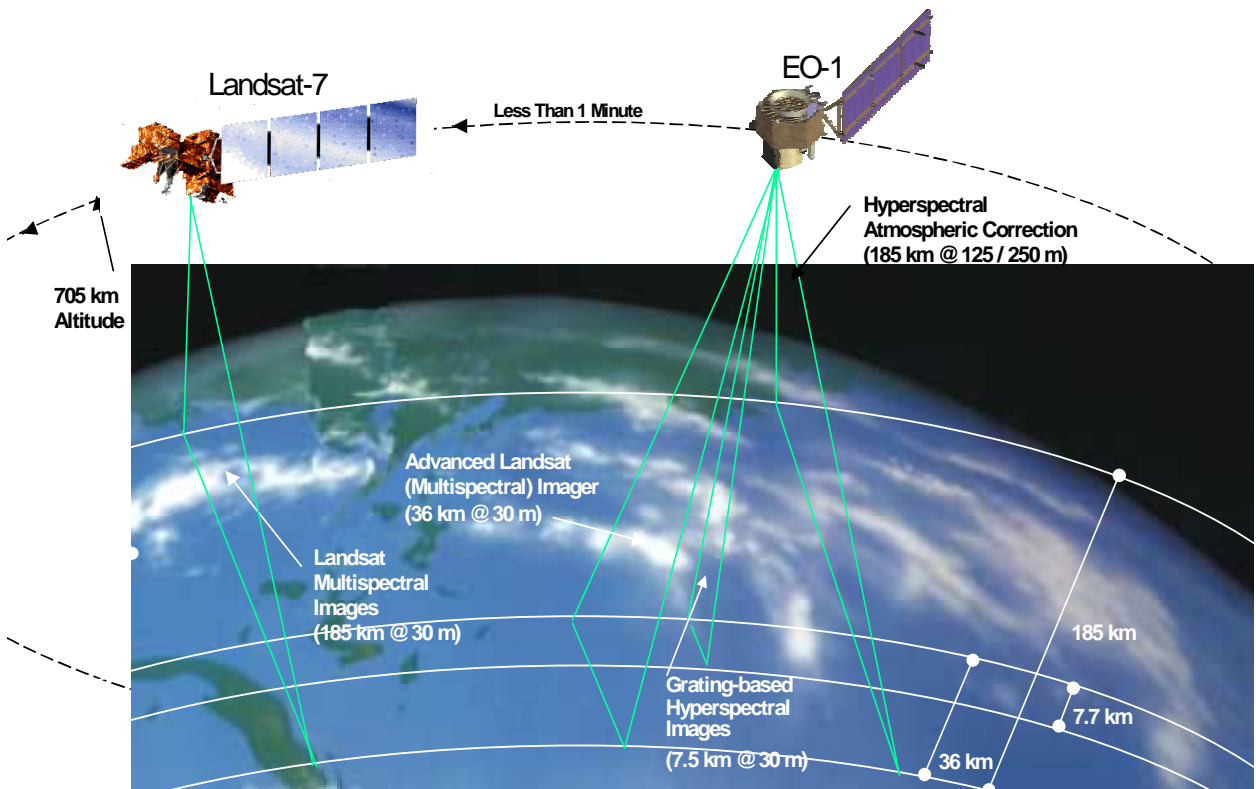 Landsat-7
EO-1
Less Than 1 Minute
Hyperspectral
Atmospheric Correction
(185 km @ 125 / 250 m)
705 km
Altitude
Advanced Landsat
(Multispectral) Imager
(36 km @ 30 m)
Landsat
Multispectral
Images
(185 km @ 30 m)
185 km
Grating-based
Hyperspectral
Images
(7.5 km @ 30 m)
7.7 km
36 km